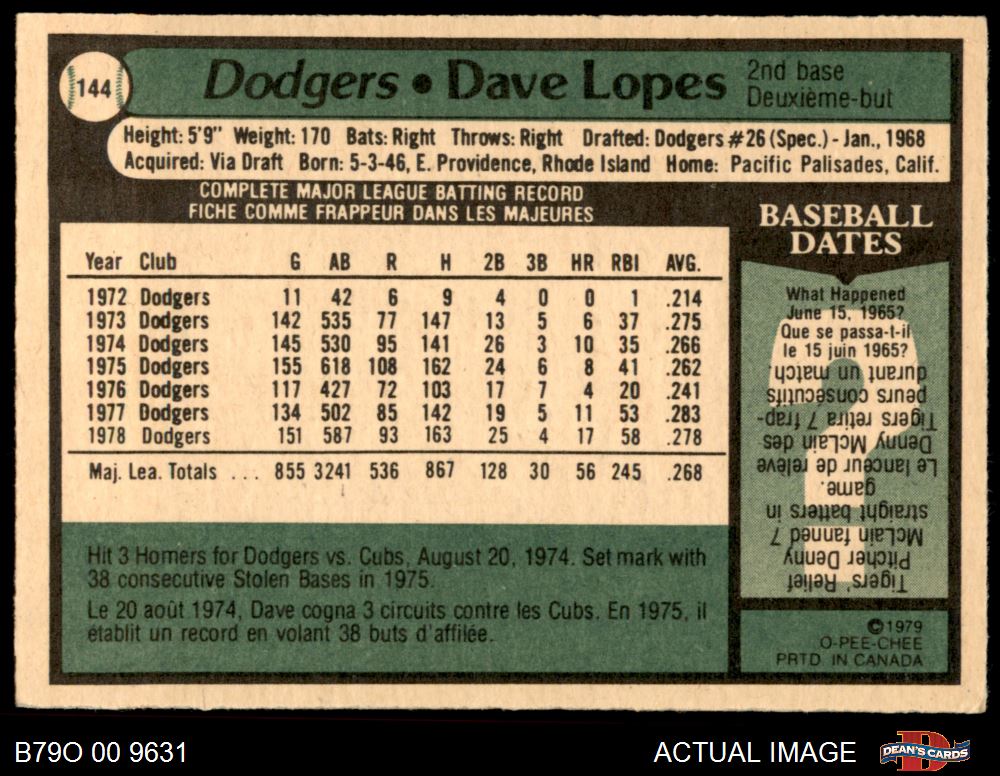 144
Dodgers • Dave Lopes
2nd base
Deuxième-but
Height: 5'9" Weight: 170 Bats: Right Throws: Right Drafted: Dodgers #26 (Spec.) - Jan., 1968
Acquired: Via Draft Born: 5-3-46, E. Providence, Rhode Island Home: Pacific Palisades, Calif.
COMPLETE MAJOR LEAGUE BATTING RECORD
FICHE COMME FRAPPEUR DANS LES MAJEURES
Year Club G AB R H 2B 3B HR RBI AVG.
1972 Dodgers 11 42 6 9 4 0 0 1 .214
1973 Dodgers 142 535 77 147 13 5 6 37 .275
1974 Dodgers 145 530 95 141 26 3 10 35 .266
1975 Dodgers 155 618 108 162 24 6 8 41 .262
1976 Dodgers 117 427 72 103 17 7 4 20 .241
1977 Dodgers 134 502 85 142 19 5 11 53 .283
1978 Dodgers 151 587 93 163 25 4 17 58 .278
Maj. Lea. Totals ... 855 3241 536 867 128 30 56 245 .268
Hit 3 Homers for Dodgers vs. Cubs, August 20, 1974. Set mark with
38 consecutive Stolen Bases in 1975.
Le 20 août 1974, Dave cogna 3 circuits contre les Cubs. En 1975, il
établit un record en volant 38 buts d'affilée.
BASEBALL
DATES
What Happened
June 15, 1965?
Que se passa-t-il
le 15 juin 1965?
Tigers' Relief
Pitcher Denny
McLain fanned 7
straight batters in
game.
Le lanceur de relève
Denny McLain des
Tigers retira 7 frap-
peurs consécutifs
durant un match.
©1979
O-PEE-CHEE
PRTD IN CANADA
B79O 00 9631
ACTUAL IMAGE
D
DEAN'S CARDS